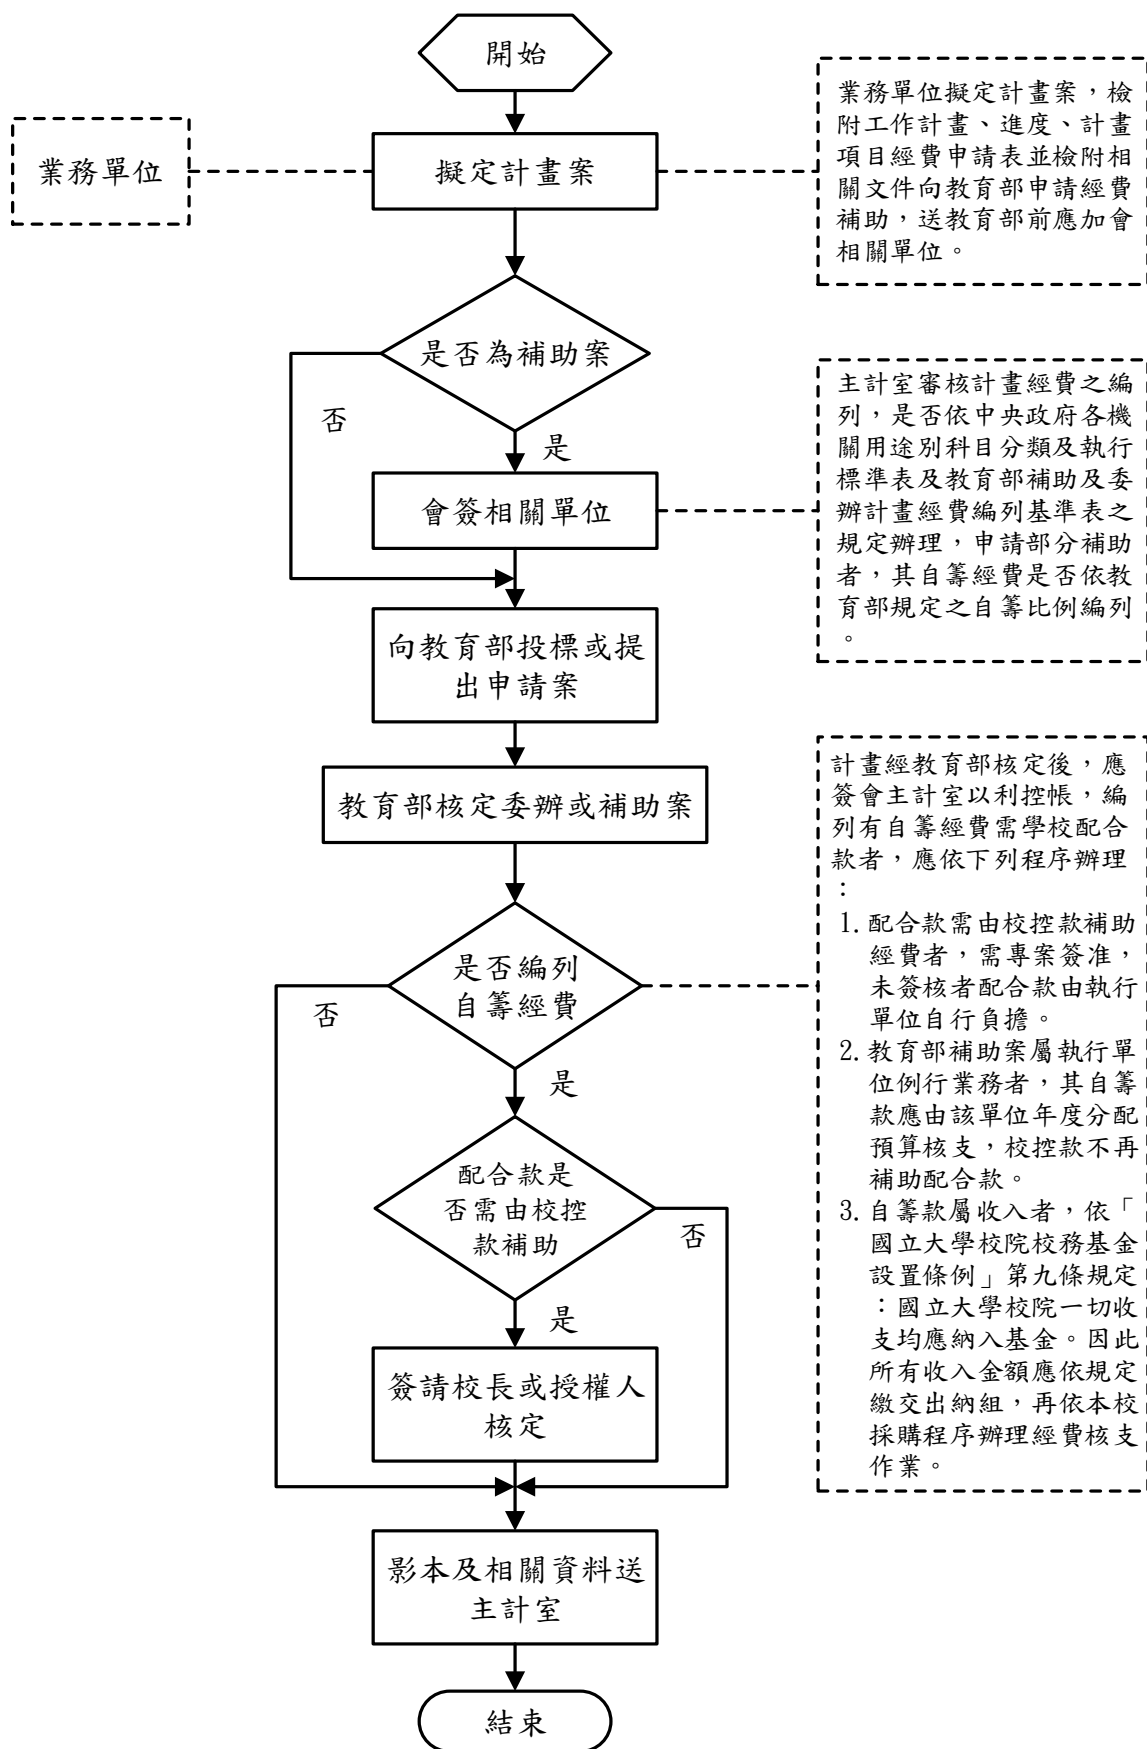 開始
業務單位
擬定計畫案
業務單位擬定計畫案，檢
附工作計畫、進度、計畫
項目經費申請表並檢附相
關文件向教育部申請經費
補助，送教育部前應加會
相關單位。
是否為補助案
否
是
會簽相關單位
主計室審核計畫經費之編
列，是否依中央政府各機
關用途別科目分類及執行
標準表及教育部補助及委
辦計畫經費編列基準表之
規定辦理，申請部分補助
者，其自籌經費是否依教
育部規定之自籌比例編列
。
向教育部投標或提
出申請案
教育部核定委辦或補助案
是否編列
自籌經費
否
是
計畫經教育部核定後，應
簽會主計室以利控帳，編
列有自籌經費需學校配合
款者，應依下列程序辦理
：
1. 配合款需由校控款補助
經費者，需專案簽准，
未簽核者配合款由執行
單位自行負擔。
2. 教育部補助案屬執行單
位例行業務者，其自籌
款應由該單位年度分配
預算核支，校控款不再
補助配合款。
3. 自籌款屬收入者，依「
國立大學校院校務基金
設置條例」第九條規定
：國立大學校院一切收
支均應納入基金。因此
所有收入金額應依規定
繳交出納組，再依本校
採購程序辦理經費核支
作業。
配合款是
否需由校控
款補助
否
是
簽請校長或授權人
核定
影本及相關資料送
主計室
結束